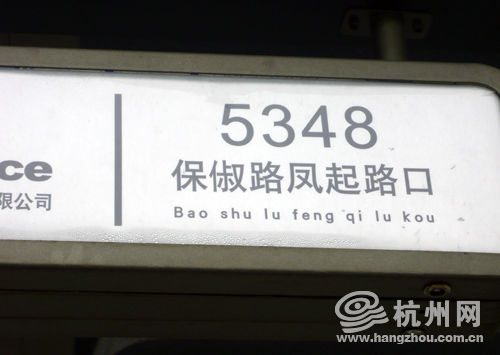 5348
保俶路凤起路口
Bao shu lu feng qi lu kou
ce
限公司
杭州网
www.hangzhou.com.cn